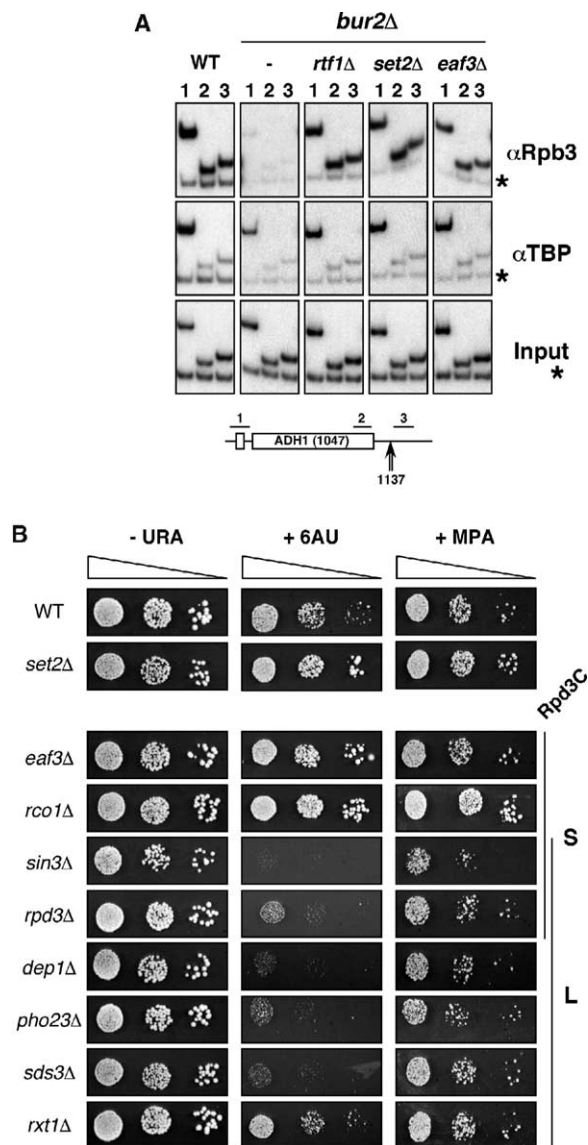 A
bur2Δ
WT - rtf1Δ set2Δ eaf3Δ
1 2 3 1 2 3 1 2 3 1 2 3 1 2 3
αRpb3
*
αTBP
*
Input
*
1 2 3
ADH1 (1047)
1137
B
- URA + 6AU + MPA
WT
set2Δ
Rpd3C
eaf3Δ
rco1Δ
S
sin3Δ
rpd3Δ
dep1Δ
L
pho23Δ
sds3Δ
rxt1Δ